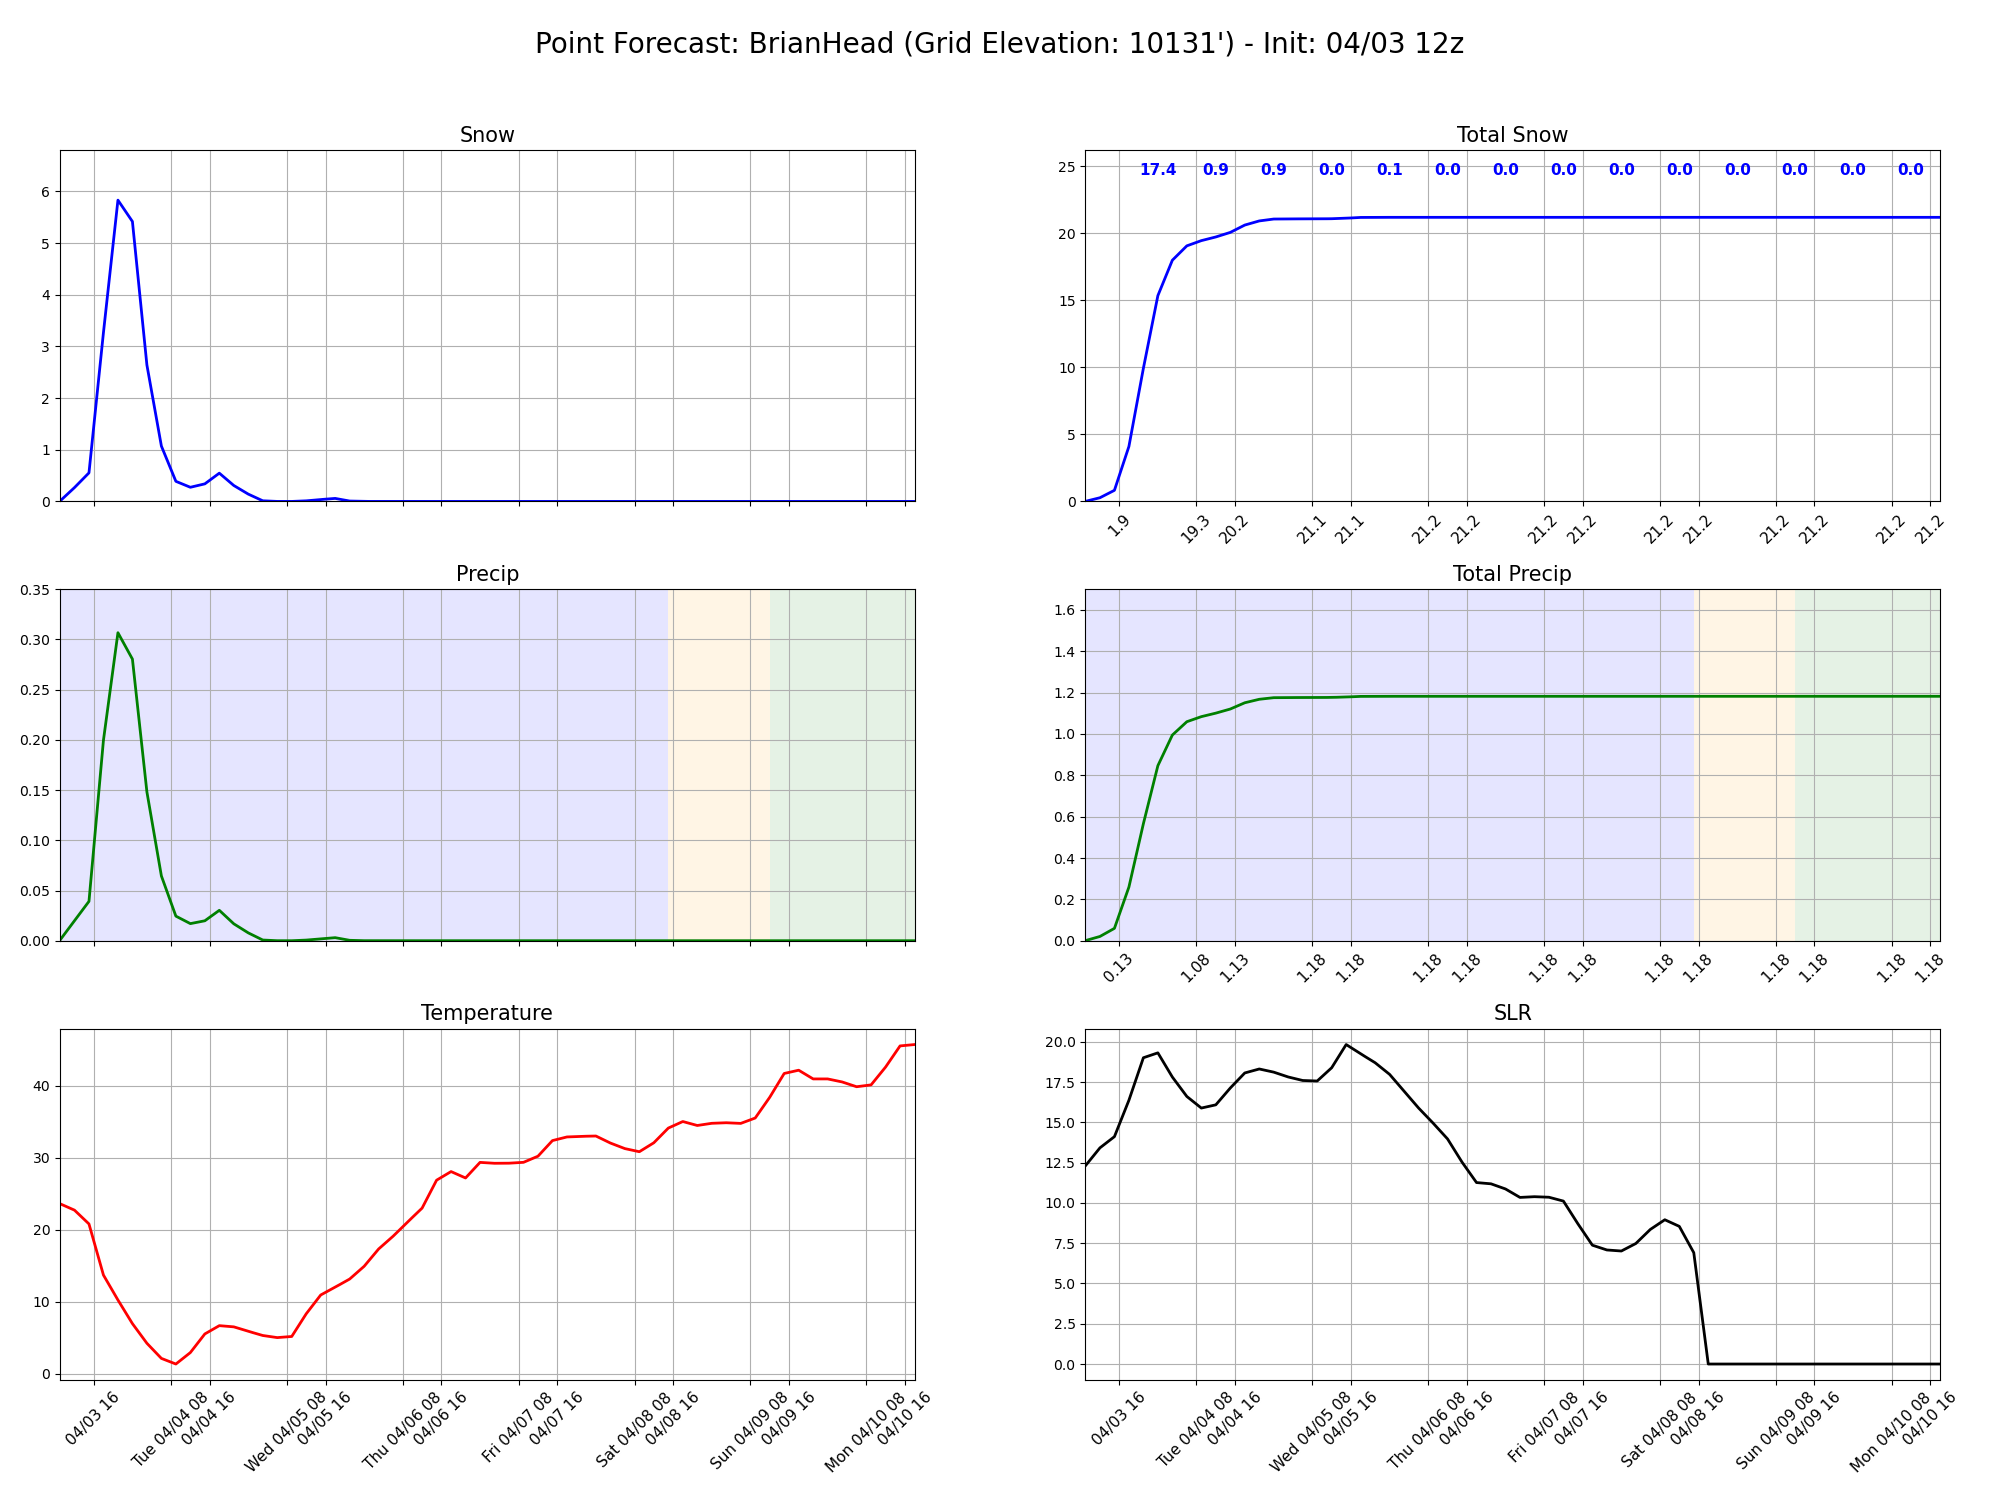 Point Forecast: BrianHead (Grid Elevation: 10131') - Init: 04/03 12z
Snow
6
5
4
3
2
1
0
Total Snow
17.4 0.9 0.9 0.0 0.1 0.0 0.0 0.0 0.0 0.0 0.0 0.0 0.0 0.0
25
20
15
10
5
0
1.9 19.3 20.2 21.1 21.1 21.2 21.2 21.2 21.2 21.2 21.2 21.2 21.2 21.2 21.2
Precip
0.35
0.30
0.25
0.20
0.15
0.10
0.05
0.00
Total Precip
1.6
1.4
1.2
1.0
0.8
0.6
0.4
0.2
0.0
0.13 1.08 1.13 1.18 1.18 1.18 1.18 1.18 1.18 1.18 1.18 1.18 1.18 1.18 1.18
Temperature
40
30
20
10
0
04/03 16
Tue 04/04 08
04/04 16
Wed 04/05 08
04/05 16
Thu 04/06 08
04/06 16
Fri 04/07 08
04/07 16
Sat 04/08 08
04/08 16
Sun 04/09 08
04/09 16
Mon 04/10 08
04/10 16
SLR
20.0
17.5
15.0
12.5
10.0
7.5
5.0
2.5
0.0
04/03 16
Tue 04/04 08
04/04 16
Wed 04/05 08
04/05 16
Thu 04/06 08
04/06 16
Fri 04/07 08
04/07 16
Sat 04/08 08
04/08 16
Sun 04/09 08
04/09 16
Mon 04/10 08
04/10 16